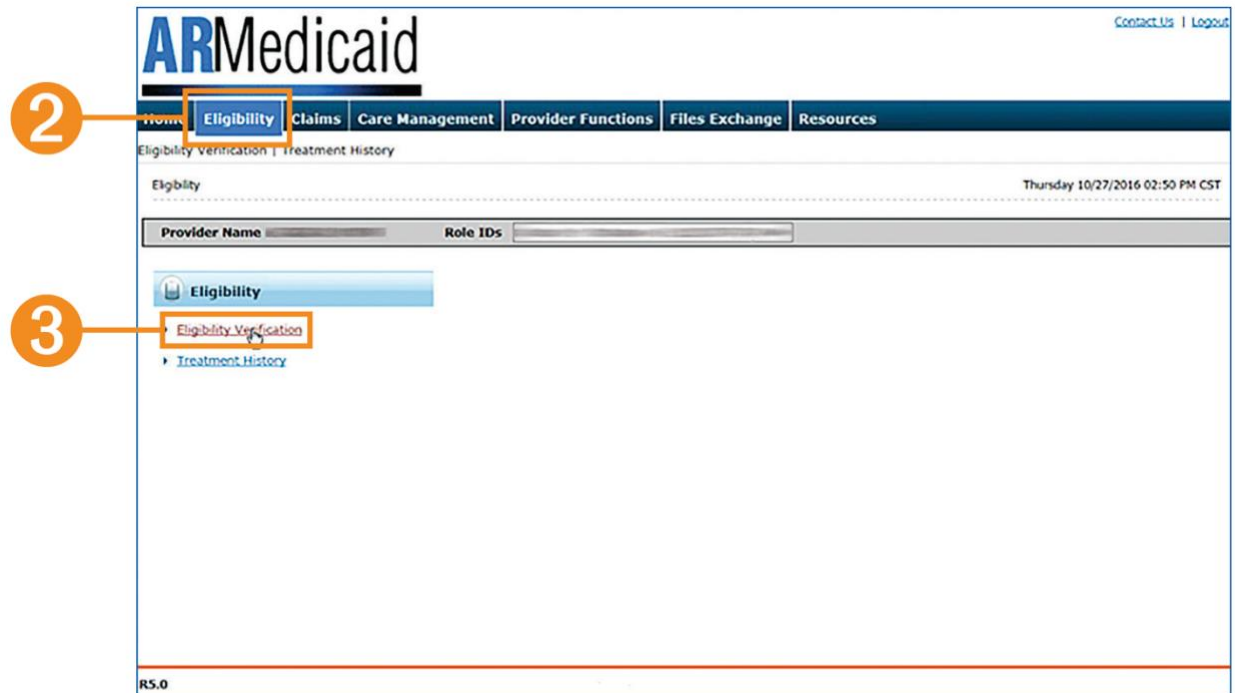 ARMedicaid
Contact Us | Logout
2
Home Eligibility Claims Care Management Provider Functions Files Exchange Resources
Eligibility Verification | Treatment History
Eligibility Thursday 10/27/2016 02:50 PM CST
Provider Name Role IDs
Eligibility
3
Eligibility Verification
Treatment History
R5.0